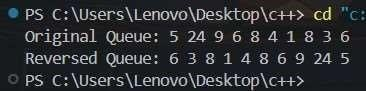 PS C:\Users\Lenovo\Desktop\c++> cd "c:
Original Queue: 5 24 9 6 8 4 1 8 3 6
Reversed Queue: 6 3 8 1 4 8 6 9 24 5
PS C:\Users\Lenovo\Desktop\c++>